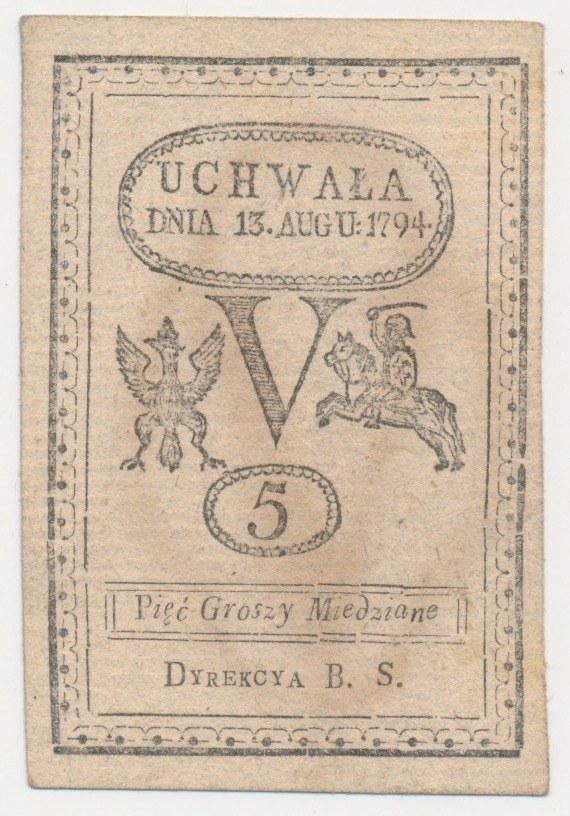 UCHWAŁA
DNIA 13. AUGU: 1794.
V
5
Pięć Groszy Miedziane
DYREKCYA B. S.